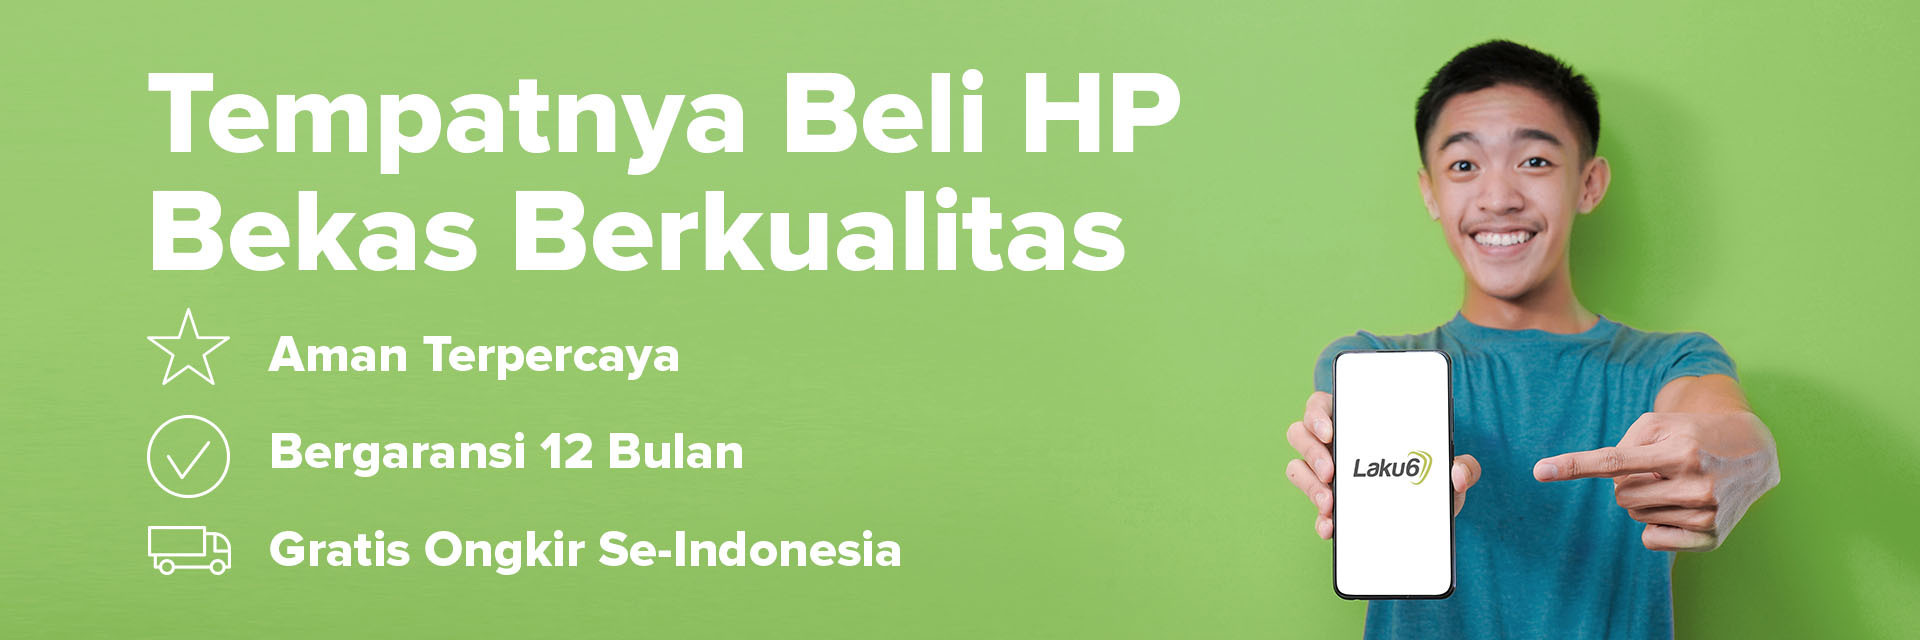 Tempatnya Beli HP
Bekas Berkualitas
Aman Terpercaya
Bergaransi 12 Bulan
Gratis Ongkir Se-Indonesia
Laku6